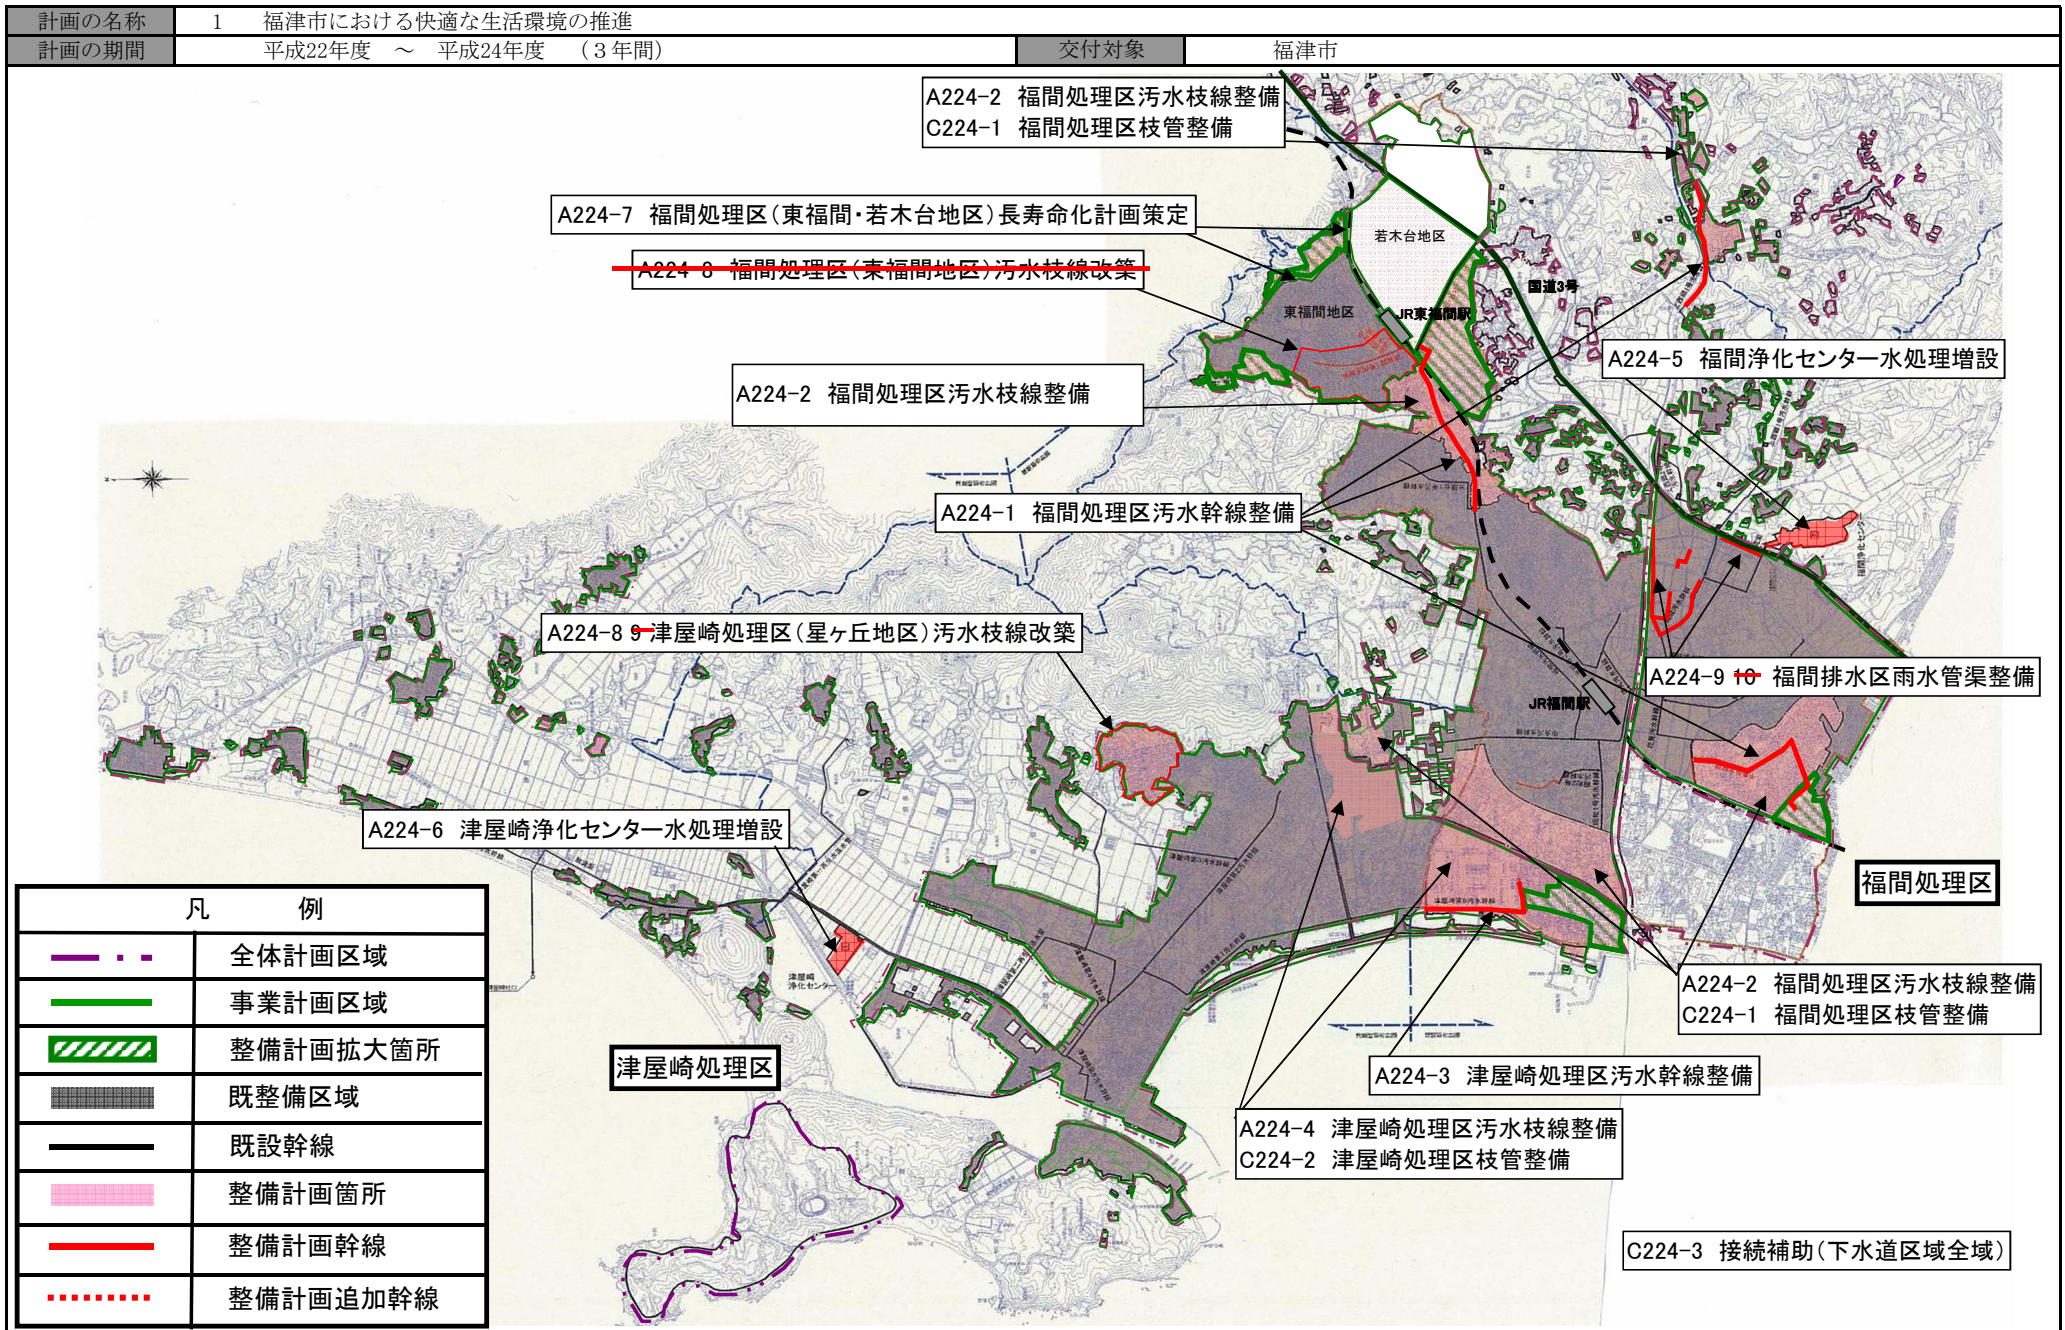 計画の名称 1 福津市における快適な生活環境の推進
計画の期間 平成22年度 ～ 平成24年度 （３年間） 交付対象 福津市
A224-2 福間処理区汚水枝線整備
C224-1 福間処理区枝管整備
A224-7 福間処理区（東福間・若木台地区）長寿命化計画策定
A224-8 福間処理区（東福間地区）汚水枝線改築
若木台地区
国道3号
東福間地区
JR東福間駅
A224-5 福間浄化センター水処理増設
A224-2 福間処理区汚水枝線整備
A224-1 福間処理区汚水幹線整備
福間浄化センター
A224-8 9 津屋崎処理区（星ヶ丘地区）汚水枝線改築
A224-9 10 福間排水区雨水管渠整備
JR福間駅
A224-6 津屋崎浄化センター水処理増設
福間処理区
凡 例
全体計画区域
事業計画区域
整備計画拡大箇所
既整備区域
既設幹線
整備計画箇所
整備計画幹線
整備計画追加幹線
津屋崎
浄化センター
津屋崎処理区
A224-2 福間処理区汚水枝線整備
C224-1 福間処理区枝管整備
A224-3 津屋崎処理区汚水幹線整備
A224-4 津屋崎処理区汚水枝線整備
C224-2 津屋崎処理区枝管整備
C224-3 接続補助（下水道区域全域）